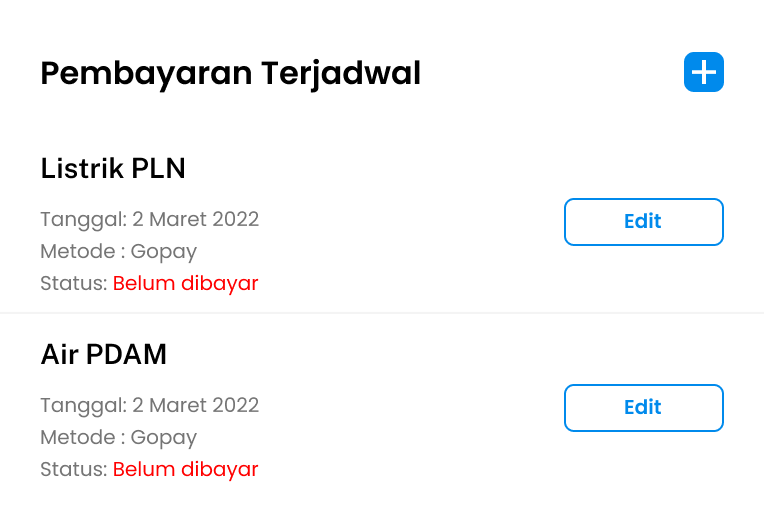 Pembayaran Terjadwal
Listrik PLN
Tanggal: 2 Maret 2022
Metode : Gopay
Edit
Status: Belum dibayar
Air PDAM
Tanggal: 2 Maret 2022
Metode : Gopay
Edit
Status: Belum dibayar